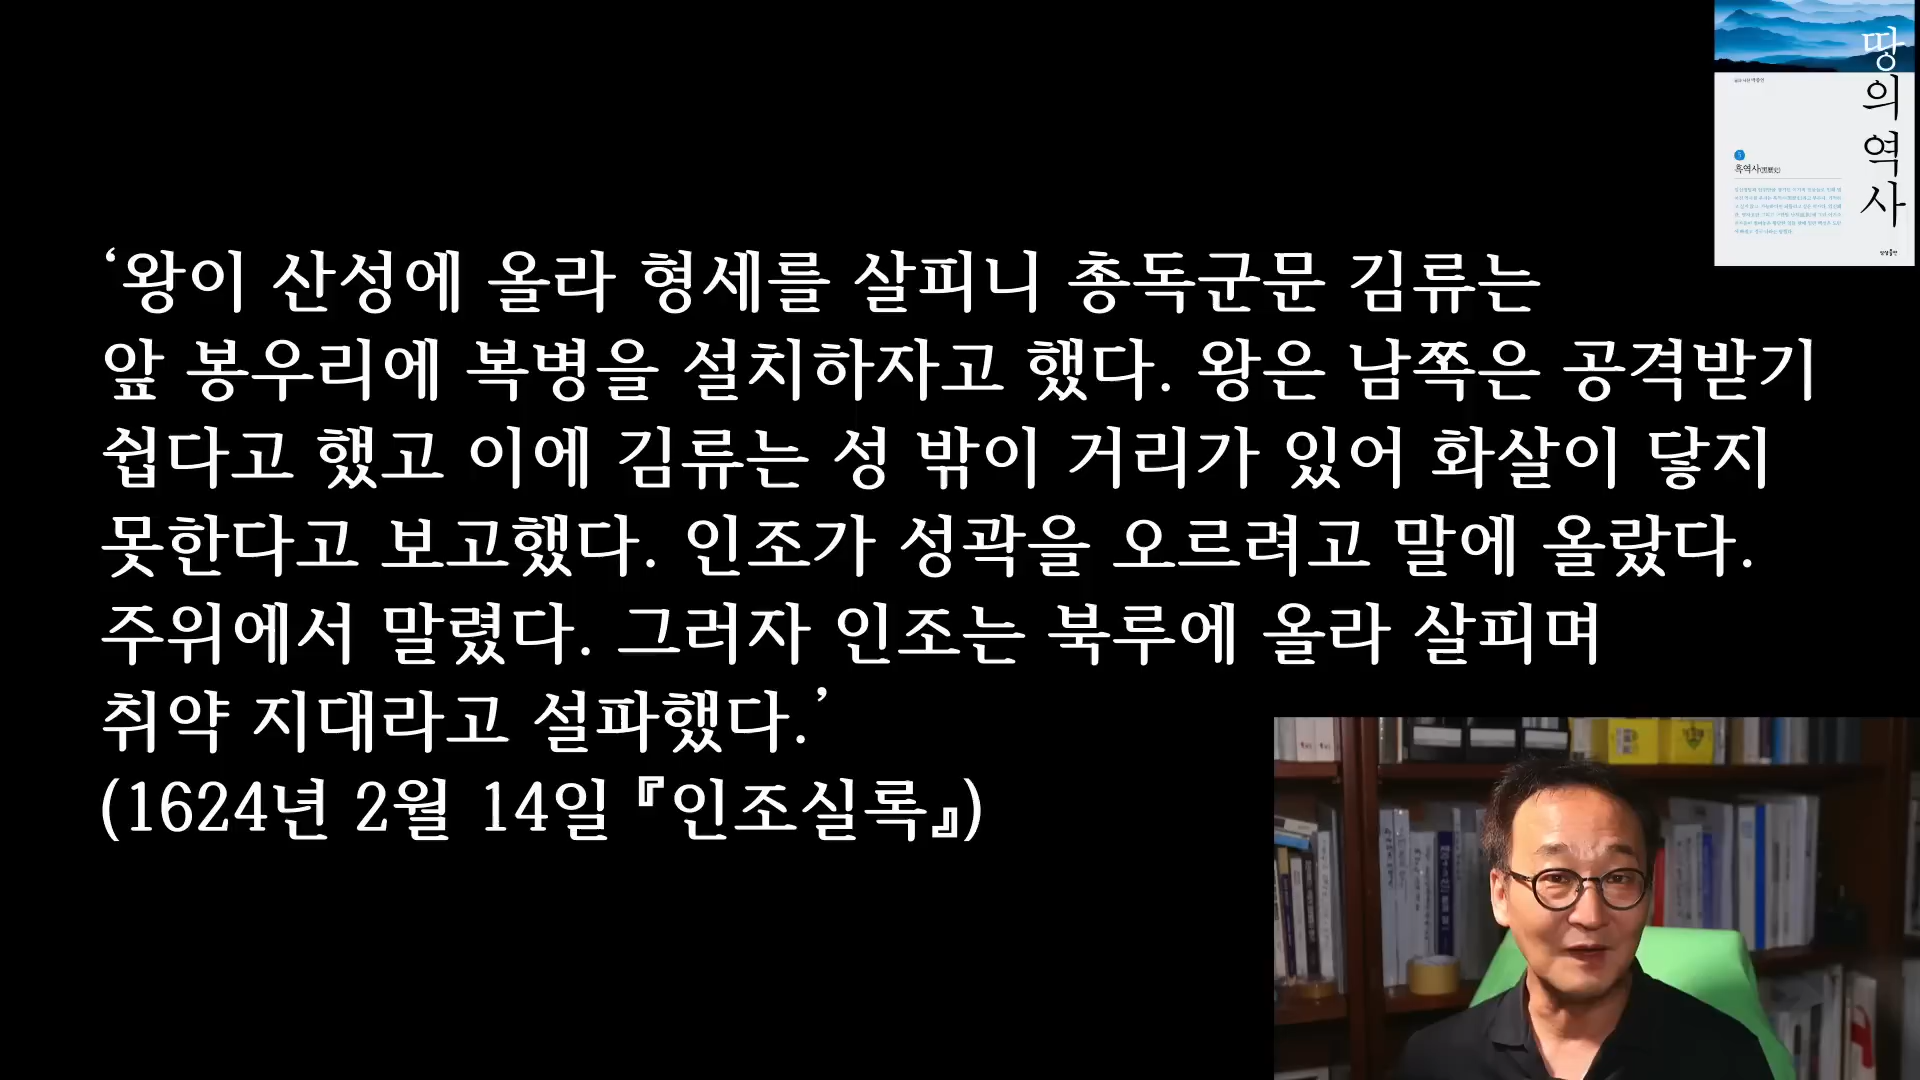 땅의 역사
흑역사(黑歷史)
‘왕이 산성에 올라 형세를 살피니 총독군문 김류는
앞 봉우리에 복병을 설치하자고 했다. 왕은 남쪽은 공격받기
쉽다고 했고 이에 김류는 성 밖이 거리가 있어 화살이 닿지
못한다고 보고했다. 인조가 성곽을 오르려고 말에 올랐다.
주위에서 말렸다. 그러자 인조는 북루에 올라 살피며
취약 지대라고 설파했다.’
(1624년 2월 14일 『인조실록』)